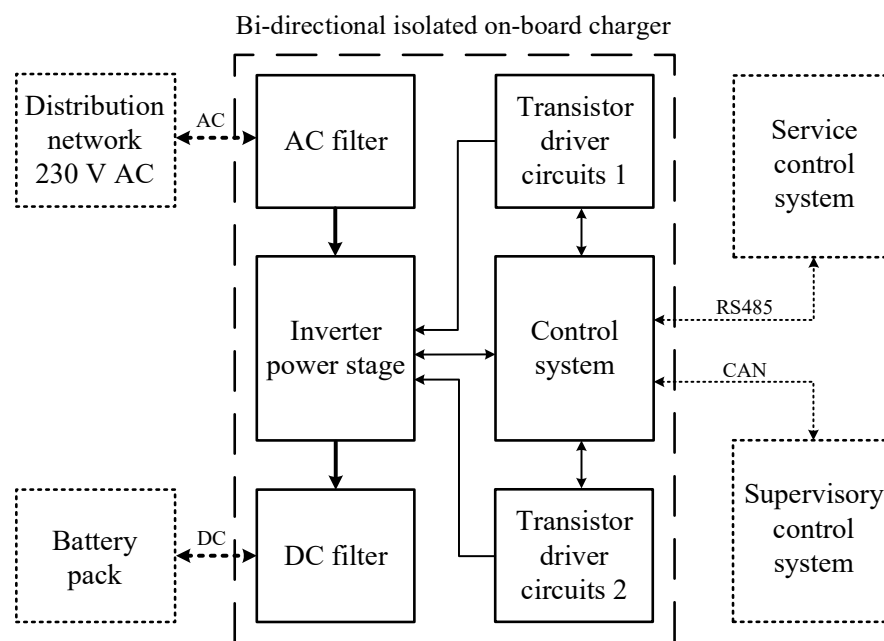 Bi-directional isolated on-board charger
Distribution
network
230 V AC
AC
AC filter
Transistor
driver
circuits 1
Service
control
system
Inverter
power stage
Control
system
RS485
CAN
Battery
pack
DC
DC filter
Transistor
driver
circuits 2
Supervisory
control
system